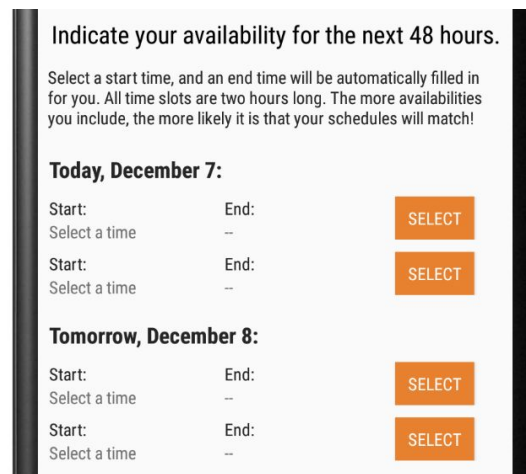 Indicate your availability for the next 48 hours.
Select a start time, and an end time will be automatically filled in
for you. All time slots are two hours long. The more availabilities
you include, the more likely it is that your schedules will match!
Today, December 7:
Start: End:
Select a time -- SELECT
Start: End:
Select a time -- SELECT
Tomorrow, December 8:
Start: End:
Select a time -- SELECT
Start: End:
Select a time -- SELECT